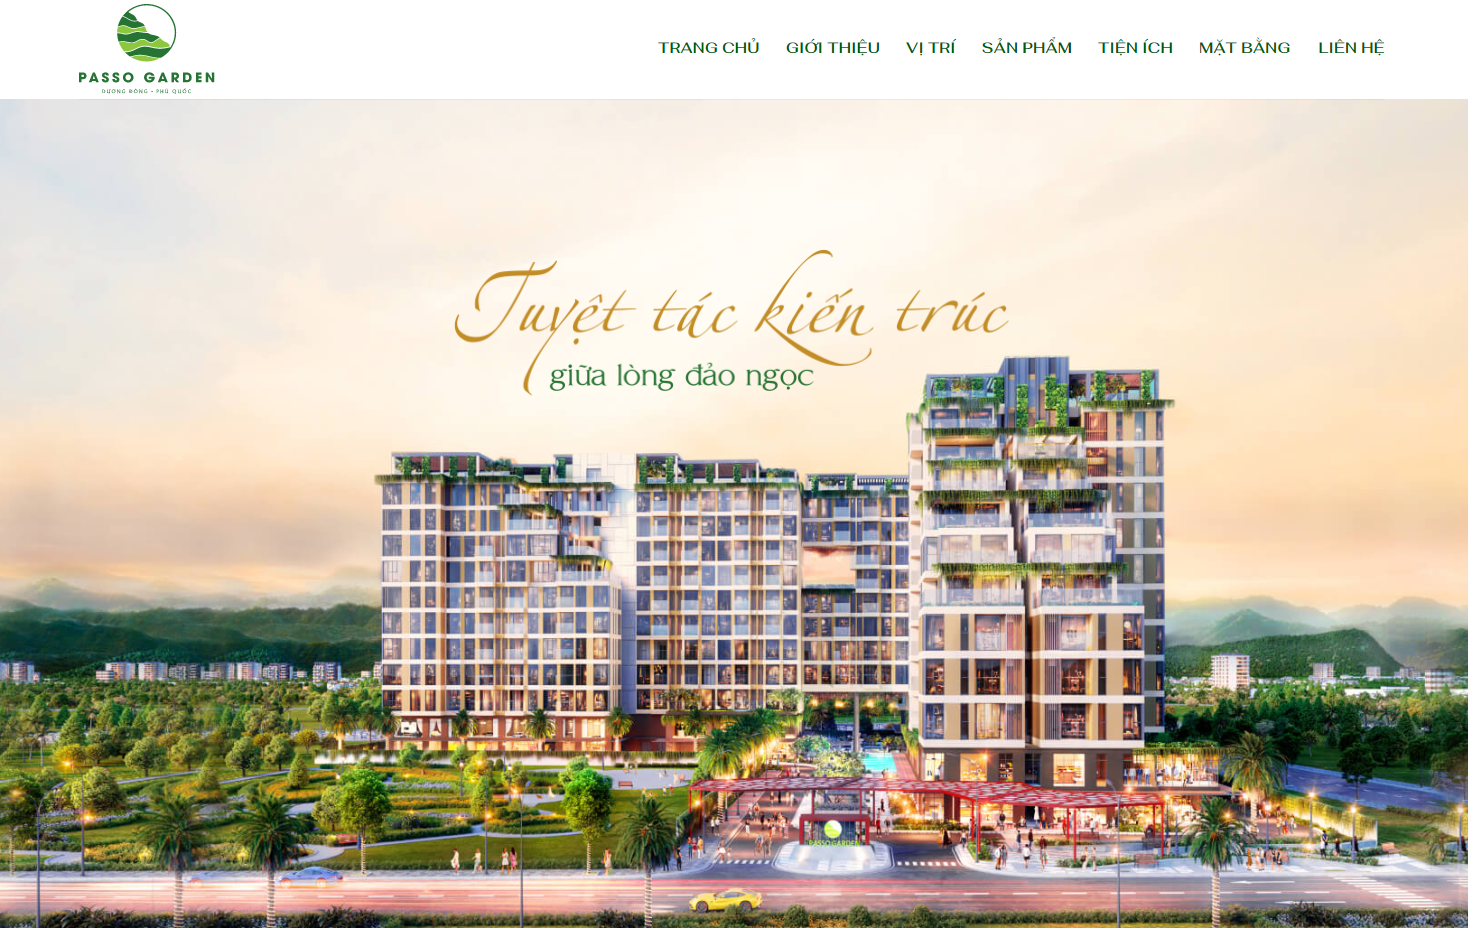 PASSO GARDEN
DƯƠNG ĐÔNG - PHÚ QUỐC
TRANG CHỦ GIỚI THIỆU VỊ TRÍ SẢN PHẨM TIỆN ÍCH MẶT BẰNG LIÊN HỆ
Tuyệt tác kiến trúc
giữa lòng đảo ngọc
PASSO GARDEN